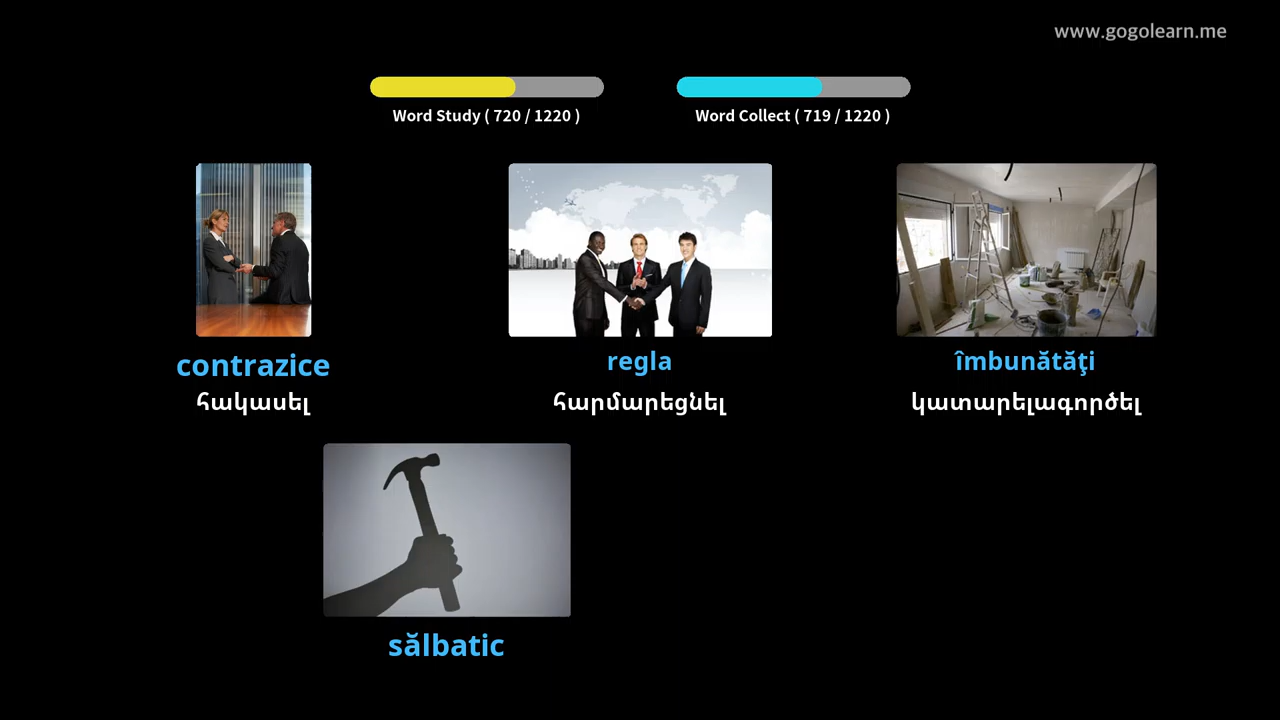 www.gogolearn.me
Word Study ( 720 / 1220 )
Word Collect ( 719 / 1220 )
contrazice
հակասել
regla
հարմարեցնել
îmbunătăţi
կատարելագործել
sălbatic